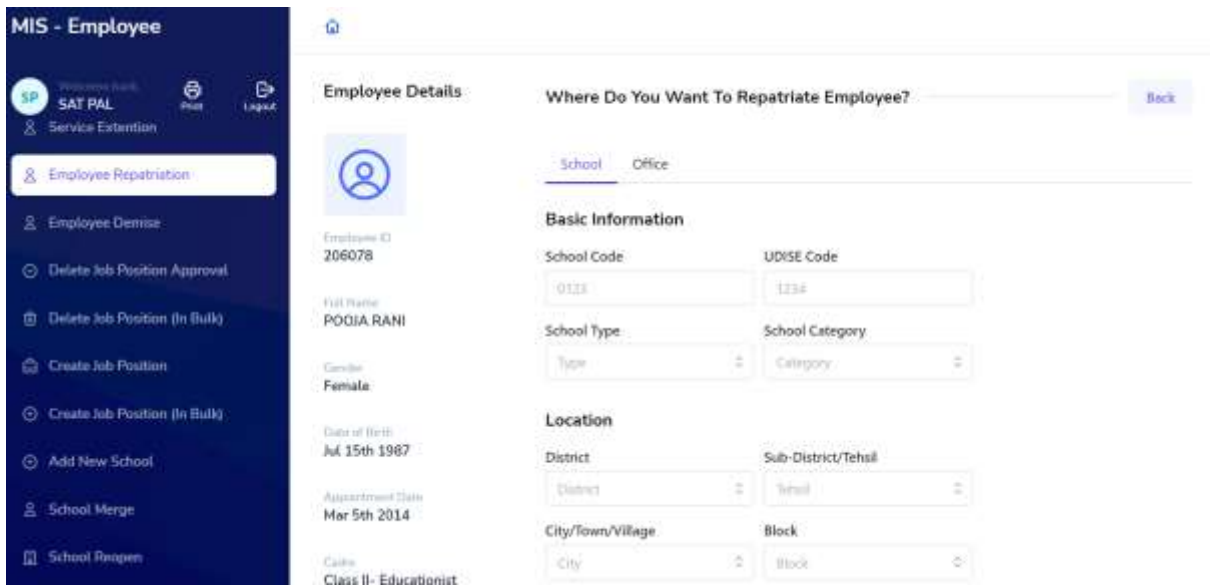 MIS - Employee
SP
Welcome back
SAT PAL
Print
Logout
Service Extention
Employee Repatriation
Employee Demise
Delete Job Position Approval
Delete Job Position (In Bulk)
Create Job Position
Create Job Position (In Bulk)
Add New School
School Merge
School Reopen
Employee Details
Employee ID
206078
Full Name
POOJA RANI
Gender
Female
Date of Birth
Jul 15th 1987
Appointment Date
Mar 5th 2014
Cadre
Class II- Educationist
Where Do You Want To Repatriate Employee?
Back
School Office
Basic Information
School Code UDISE Code
0123 1234
School Type School Category
Type Category
Location
District Sub-District/Tehsil
District Tehsil
City/Town/Village Block
City Block